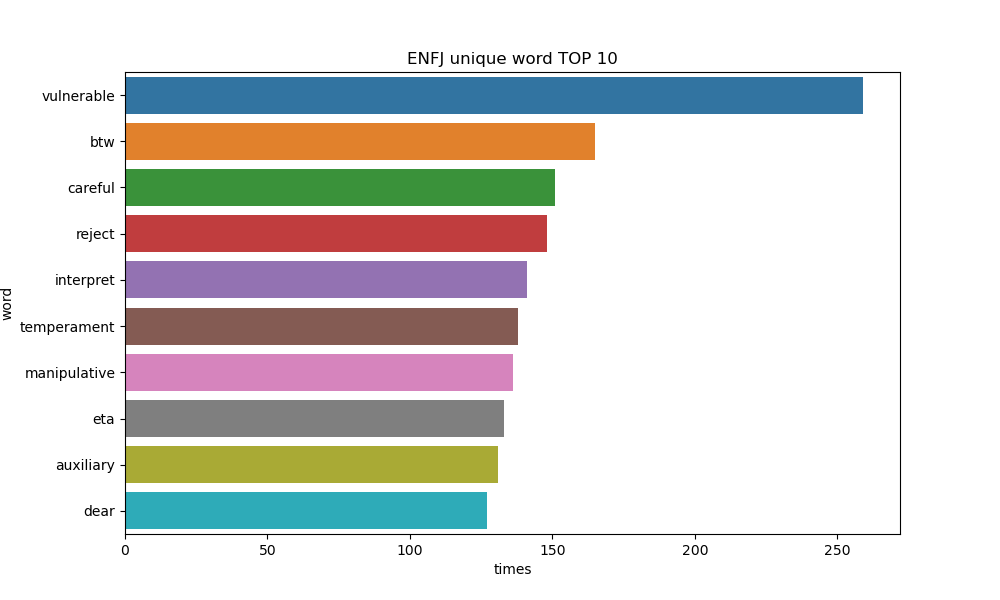 ENFJ unique word TOP 10
word
vulnerable
btw
careful
reject
interpret
temperament
manipulative
eta
auxiliary
dear
0 50 100 150 200 250
times